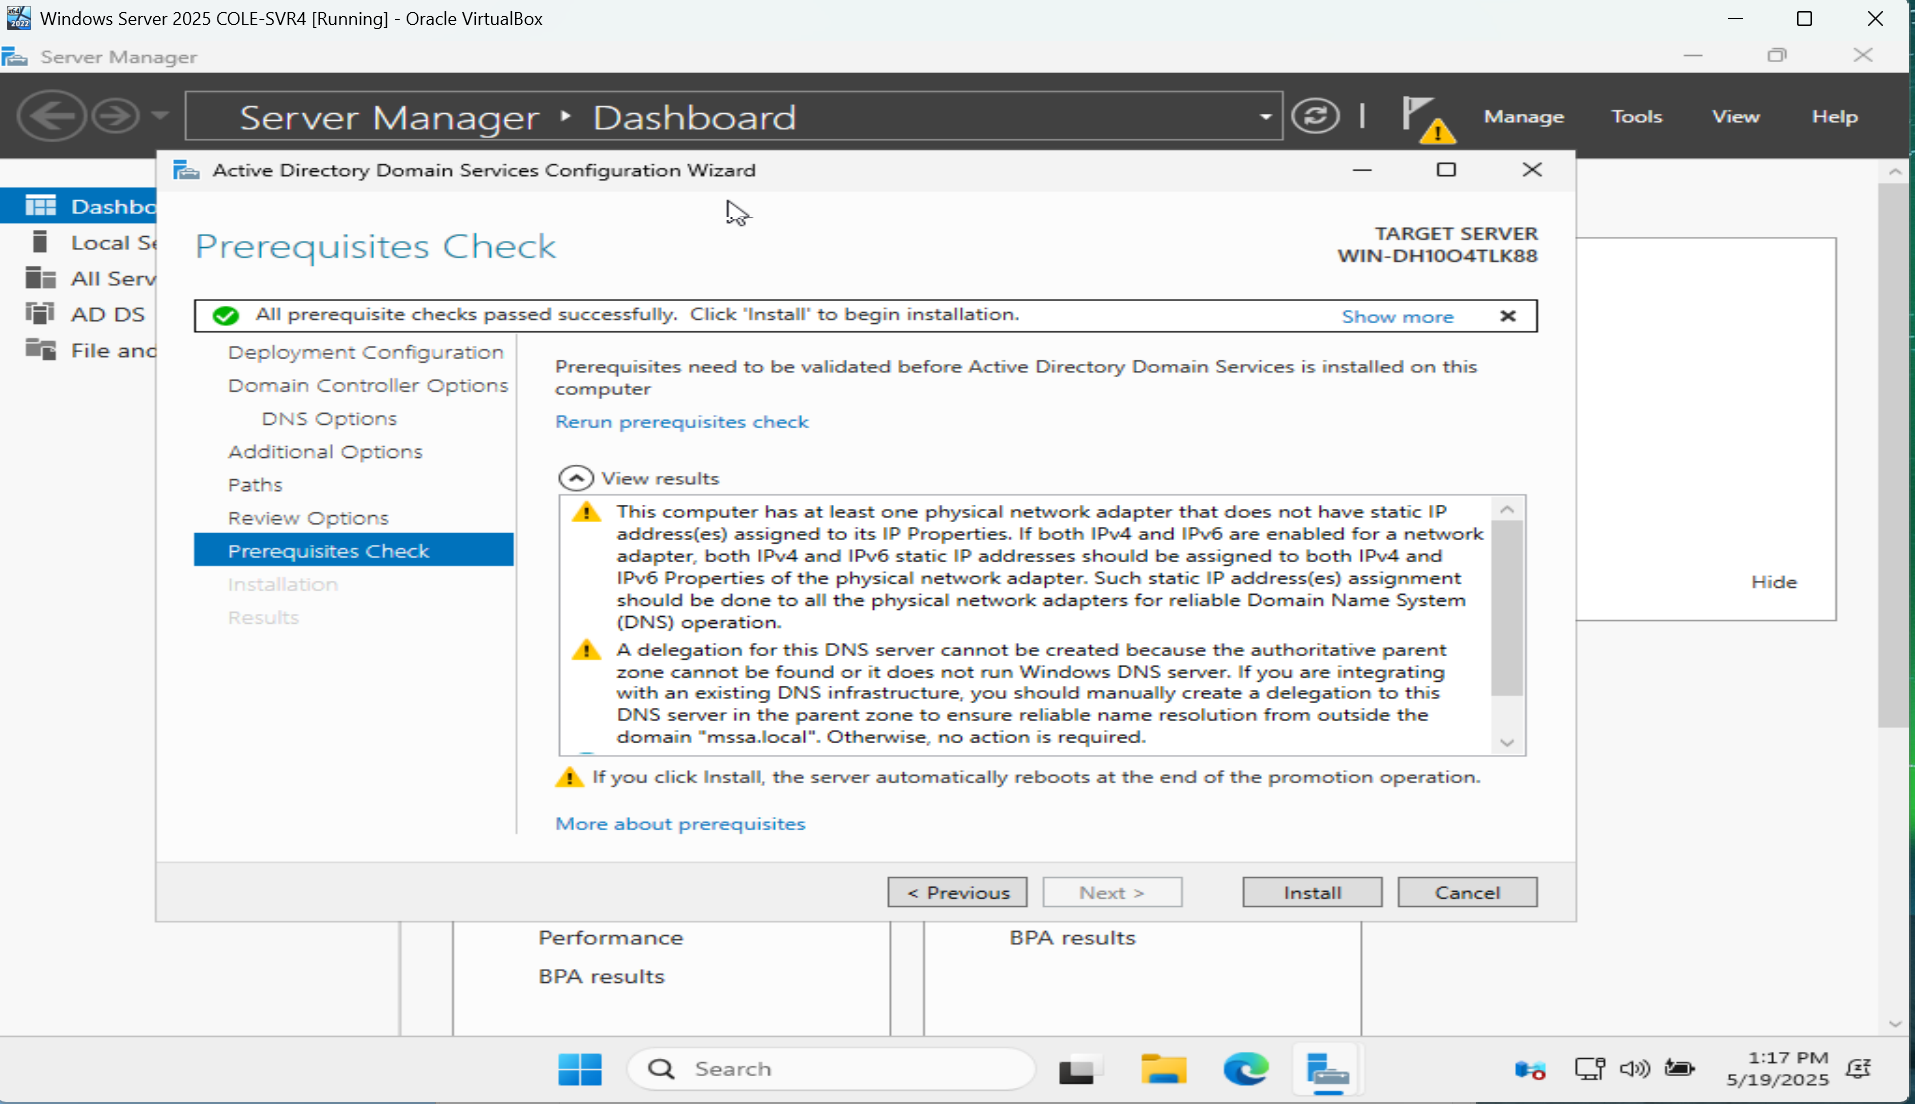 Windows Server 2025 COLE-SVR4 [Running] - Oracle VirtualBox
Server Manager
Server Manager ‣ Dashboard
Manage Tools View Help
Active Directory Domain Services Configuration Wizard
Dashbo
Local Se
All Serv
AD DS
File and
Prerequisites Check
TARGET SERVER
WIN-DH10O4TLK88
All prerequisite checks passed successfully. Click 'Install' to begin installation.
Show more
Deployment Configuration
Domain Controller Options
DNS Options
Additional Options
Paths
Review Options
Prerequisites Check
Installation
Results
Prerequisites need to be validated before Active Directory Domain Services is installed on this
computer
Rerun prerequisites check
View results
This computer has at least one physical network adapter that does not have static IP
address(es) assigned to its IP Properties. If both IPv4 and IPv6 are enabled for a network
adapter, both IPv4 and IPv6 static IP addresses should be assigned to both IPv4 and
IPv6 Properties of the physical network adapter. Such static IP address(es) assignment
should be done to all the physical network adapters for reliable Domain Name System
(DNS) operation.
A delegation for this DNS server cannot be created because the authoritative parent
zone cannot be found or it does not run Windows DNS server. If you are integrating
with an existing DNS infrastructure, you should manually create a delegation to this
DNS server in the parent zone to ensure reliable name resolution from outside the
domain "mssa.local". Otherwise, no action is required.
If you click Install, the server automatically reboots at the end of the promotion operation.
More about prerequisites
< Previous
Next >
Install
Cancel
Hide
Performance
BPA results
BPA results
Search
1:17 PM
5/19/2025